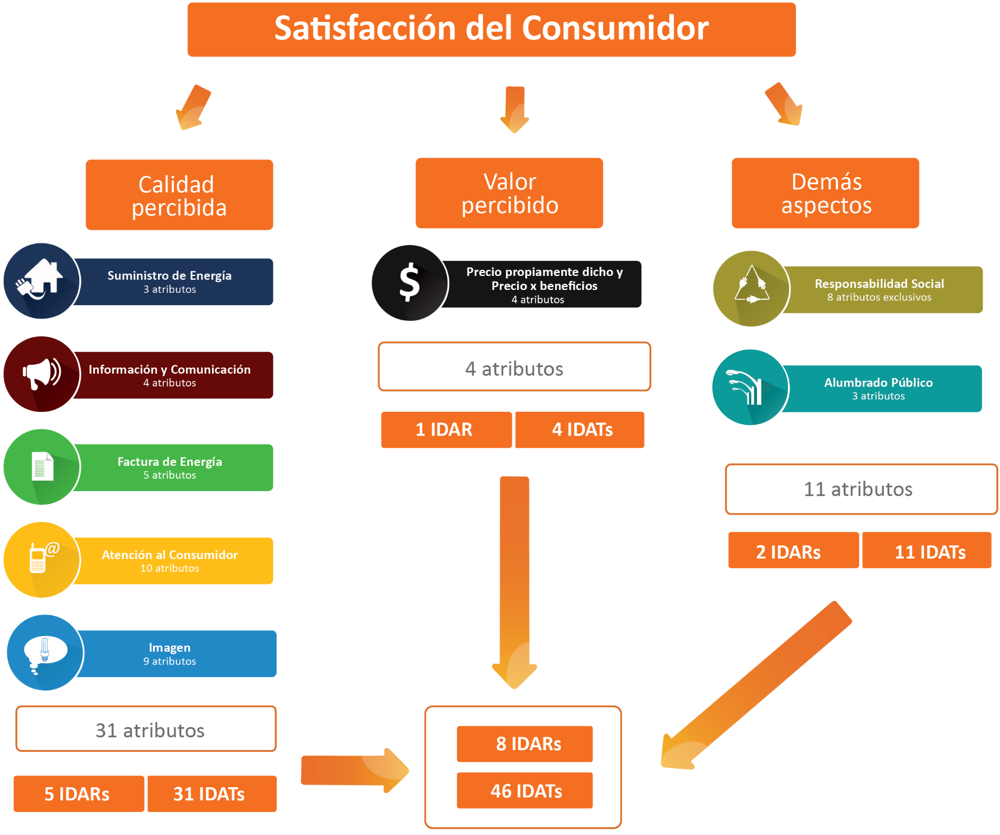 Satisfacción del Consumidor
Calidad
percibida
Suministro de Energía
3 atributos
Información y Comunicación
4 atributos
Factura de Energía
5 atributos
@
Atención al Consumidor
10 atributos
Imagen
9 atributos
31 atributos
5 IDARs
31 IDATs
Valor
percibido
$
Precio propiamente dicho y
Precio x beneficios
4 atributos
4 atributos
1 IDAR
4 IDATs
Demás
aspectos
Responsabilidad Social
8 atributos exclusivos
Alumbrado Público
3 atributos
11 atributos
2 IDARs
11 IDATs
8 IDARs
46 IDATs